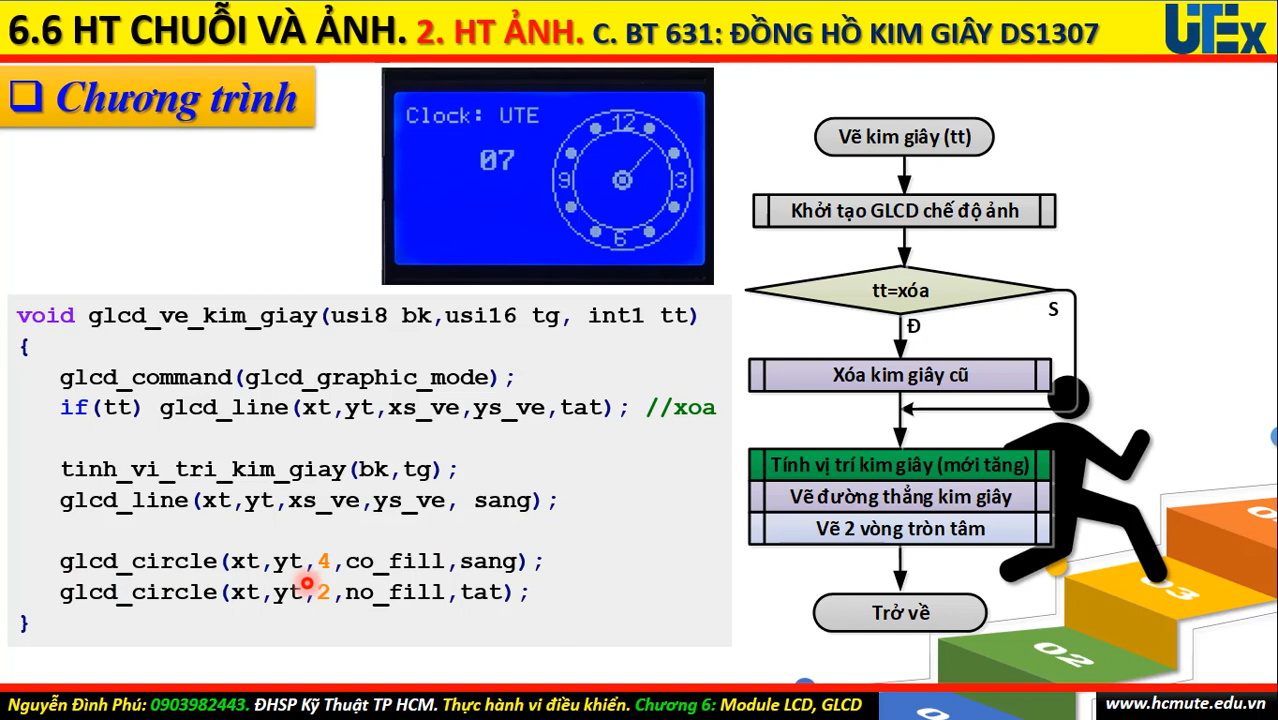 6.6 HT CHUỖI VÀ ẢNH. 2. HT ẢNH. C. BT 631: ĐỒNG HỒ KIM GIÂY DS1307
UTEx
Chương trình
Clock: UTE
07
12
9
3
6
void glcd_ve_kim_giay(usi8 bk,usi16 tg, int1 tt)
{
glcd_command(glcd_graphic_mode);
if(tt) glcd_line(xt,yt,xs_ve,ys_ve,tat); //xoa
tinh_vi_tri_kim_giay(bk,tg);
glcd_line(xt,yt,xs_ve,ys_ve, sang);
glcd_circle(xt,yt,4,co_fill,sang);
glcd_circle(xt,yt,2,no_fill,tat);
}
Vẽ kim giây (tt)
Khởi tạo GLCD chế độ ảnh
tt=xóa
S
Đ
Xóa kim giây cũ
Tính vị trí kim giây (mới tăng)
Vẽ đường thẳng kim giây
Vẽ 2 vòng tròn tâm
Trở về
02
Nguyễn Đình Phú: 0903982443. ĐHSP Kỹ Thuật TP HCM. Thực hành vi điều khiển. Chương 6: Module LCD, GLCD
www.hcmute.edu.vn